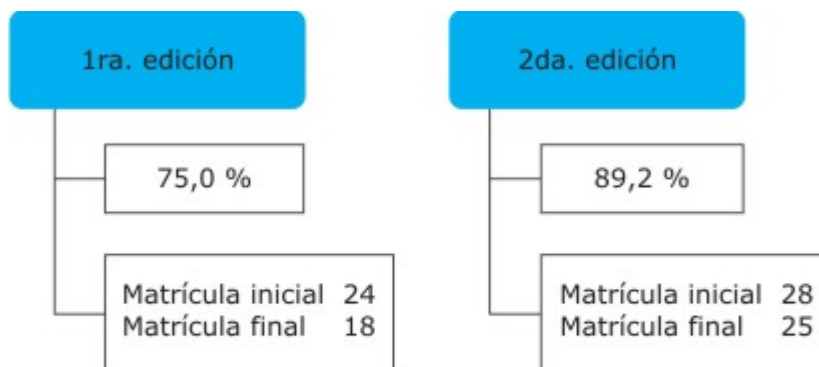 1ra. edición
75,0 %
Matrícula inicial 24
Matrícula final 18
2da. edición
89,2 %
Matrícula inicial 28
Matrícula final 25